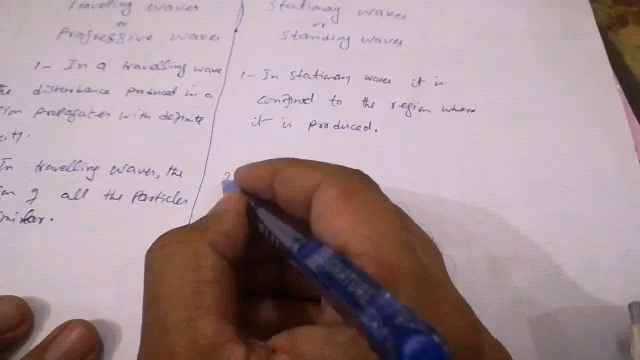 Travelling waves
or
Progressive waves
1- In a travelling wave
the disturbance produced in a
propagates with definite
In travelling waves, the
of all the particles
Stationary waves
or
Standing waves
1- In stationary waves it is
confined to the region where
it is produced.
2